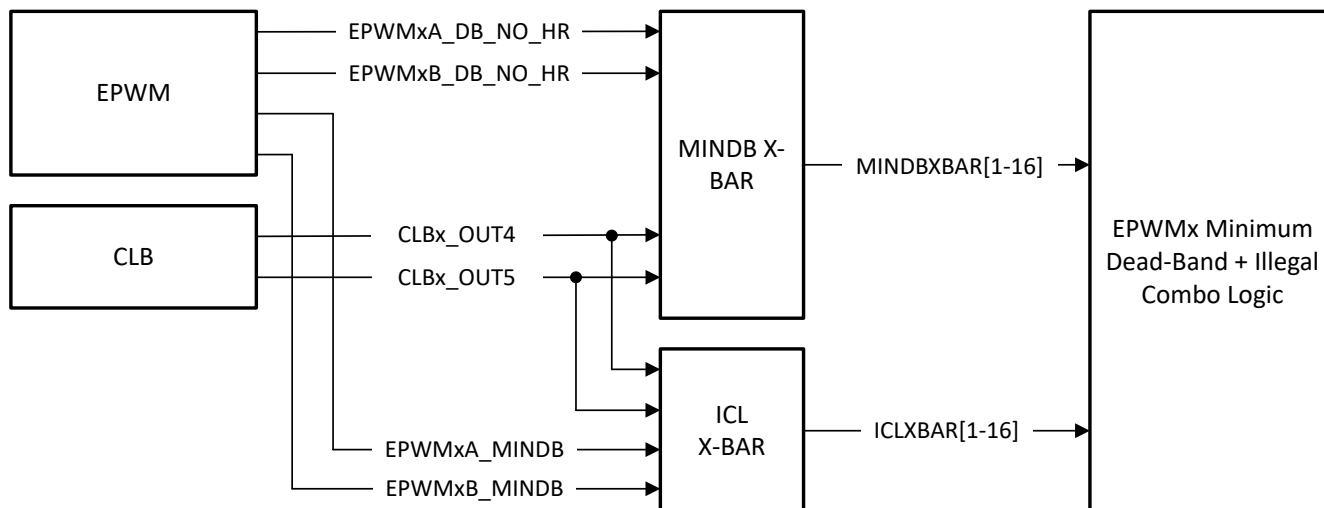 EPWMxA_DB_NO_HR
EPWMxB_DB_NO_HR
EPWM
MINDB X-
BAR
MINDBXBAR[1-16]
CLBx_OUT4
CLB
CLBx_OUT5
EPWMx Minimum
Dead-Band + Illegal
Combo Logic
ICL
X-BAR
ICLXBAR[1-16]
EPWMxA_MINDB
EPWMxB_MINDB